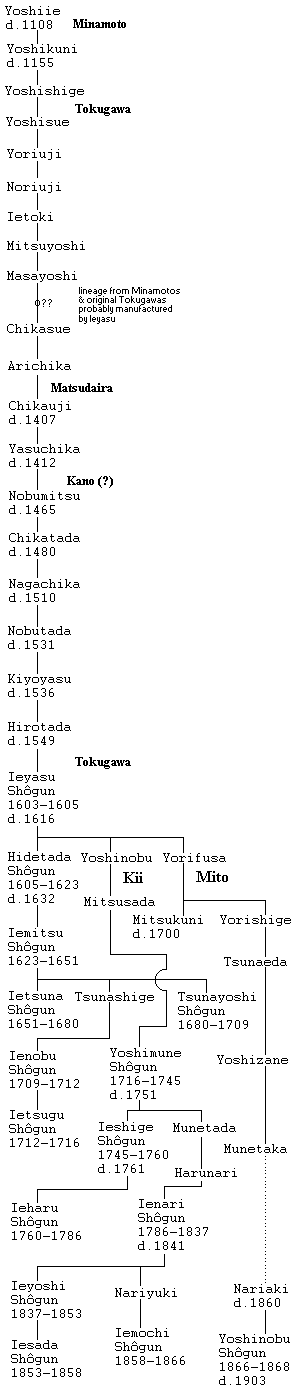 Yoshiie
d.1108
Minamoto
Yoshikuni
d.1155
Yoshishige
Tokugawa
Yoshisue
Yoriuji
Noriuji
Ietoki
Mitsuyoshi
Masayoshi
lineage from Minamotos
& original Tokugawas
probably manufactured
by Ieyasu
o??
Chikasue
Arichika
Matsudaira
Chikauji
d.1407
Yasuchika
d.1412
Kano (?)
Nobumitsu
d.1465
Chikatada
d.1480
Nagachika
d.1510
Nobutada
d.1531
Kiyoyasu
d.1536
Hirotada
d.1549
Tokugawa
Ieyasu
Shôgun
1603-1605
d.1616
Hidetada
Shôgun
1605-1623
d.1632
Yoshinobu
Yorifusa
Kii
Mito
Mitsusada
Mitsukuni
d.1700
Yorishige
Iemitsu
Shôgun
1623-1651
Tsunaeda
Ietsuna
Shôgun
1651-1680
Tsunashige
Tsunayoshi
Shôgun
1680-1709
Ienobu
Shôgun
1709-1712
Yoshimune
Shôgun
1716-1745
d.1751
Yoshizane
Ietsugu
Shôgun
1712-1716
Ieshige
Shôgun
1745-1760
d.1761
Munetada
Munetaka
Harunari
Ieharu
Shôgun
1760-1786
Ienari
Shôgun
1786-1837
d.1841
Ieyoshi
Shôgun
1837-1853
Nariyuki
Nariaki
d.1860
Iesada
Shôgun
1853-1858
Iemochi
Shôgun
1858-1866
Yoshinobu
Shôgun
1866-1868
d.1903